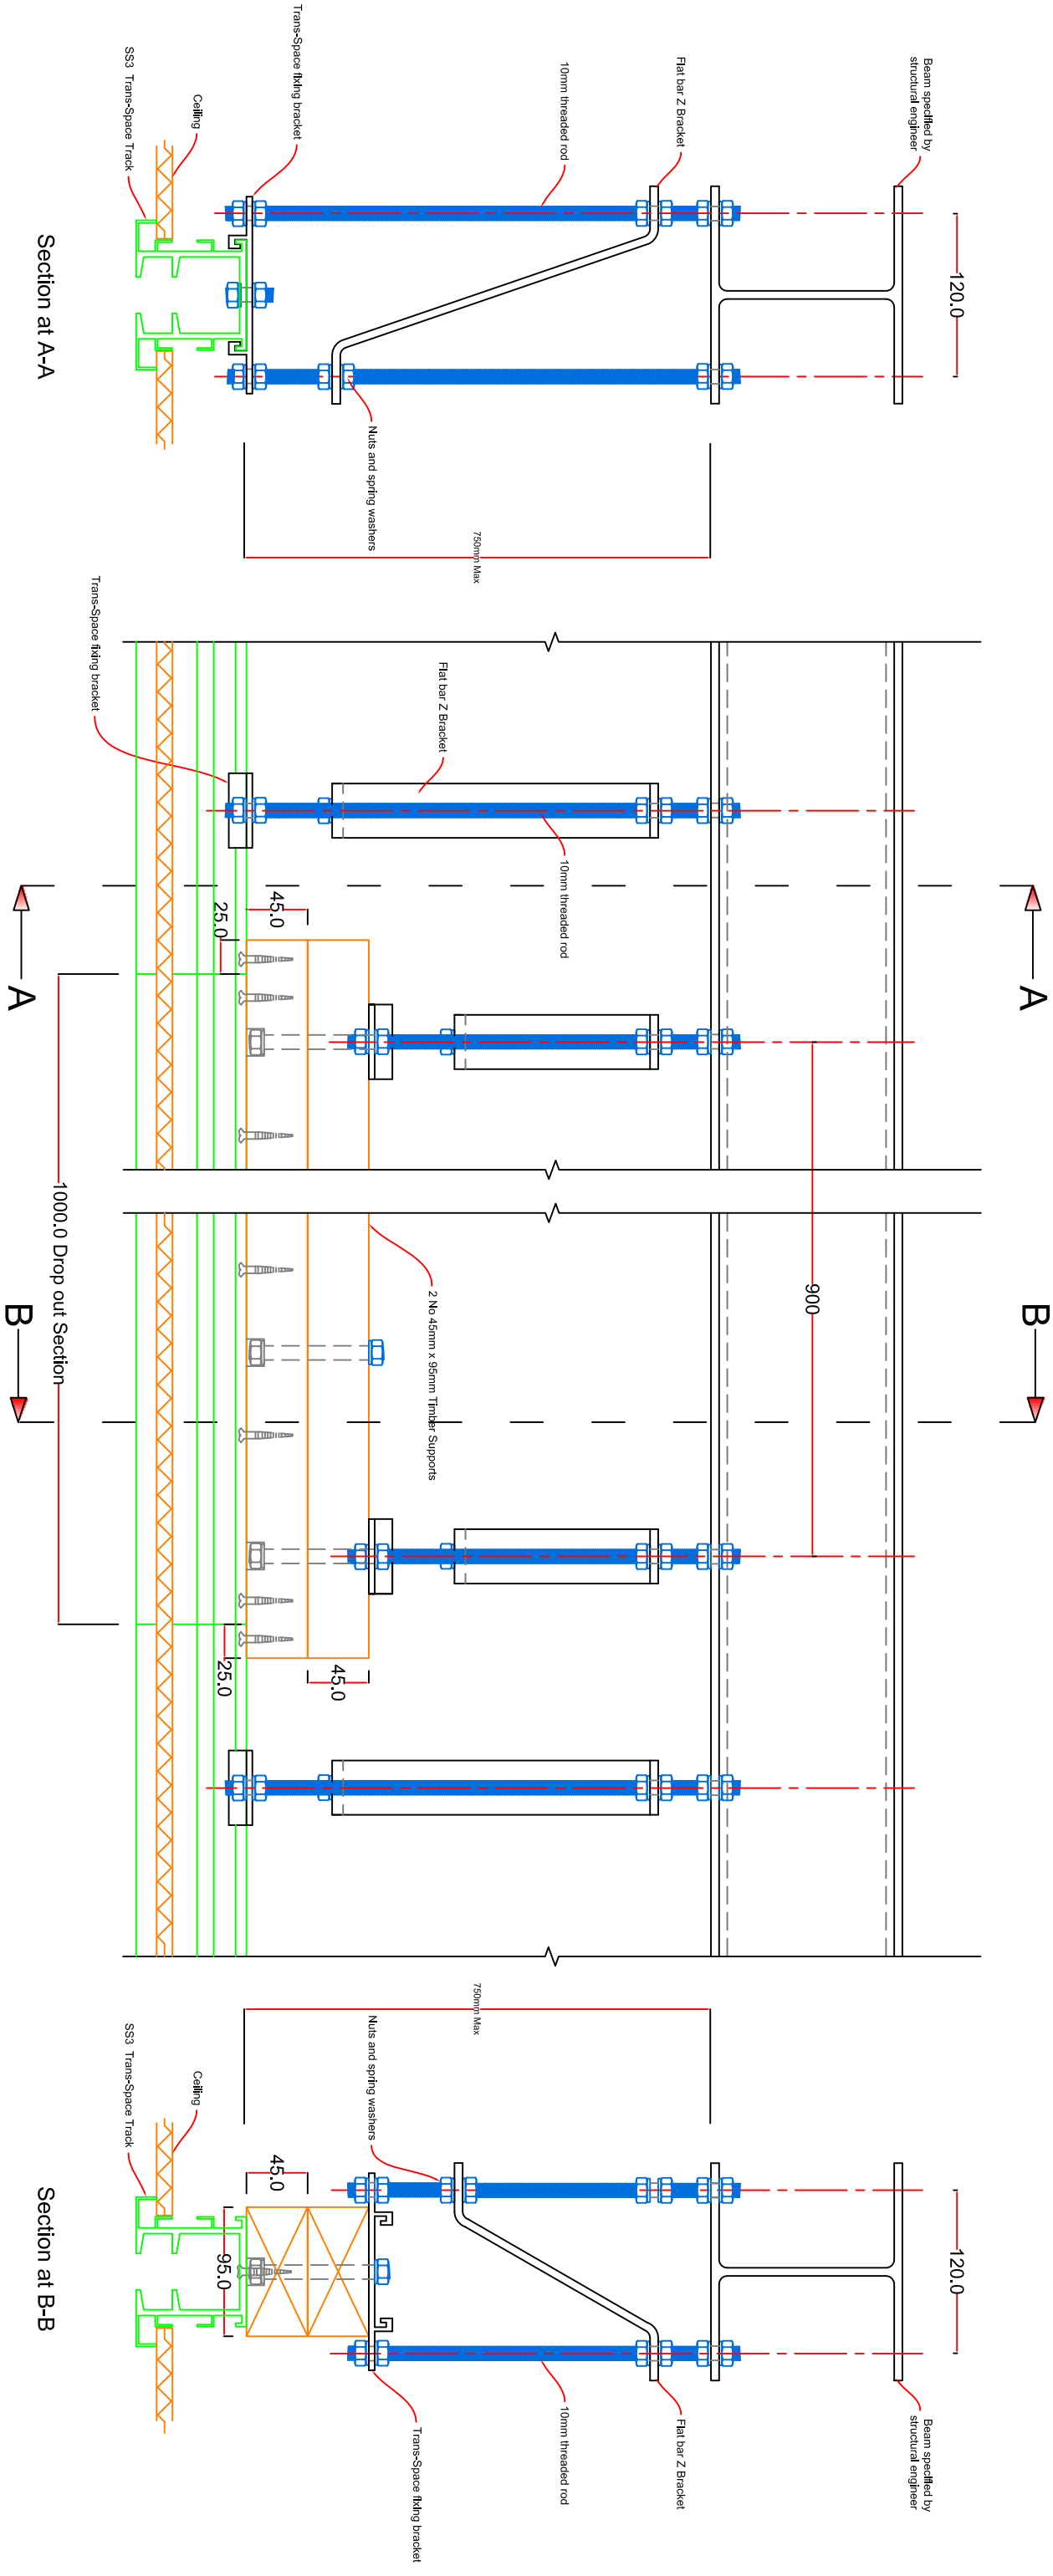 Beam specified by
structural engineer
Flat bar Z Bracket
10mm threaded rod
Trans-Space fixing bracket
Ceiling
SS3 Trans-Space Track
120.0
Nuts and spring washers
Section at A-A
750mm Max
Trans-Space fixing bracket
Flat bar Z Bracket
10mm threaded rod
A
A
45.0
25.0
900
1000.0 Drop out Section
2 No 45mm x 95mm Timber Supports
B
B
25.0
45.0
750mm Max
Nuts and spring washers
Ceiling
SS3 Trans-Space Track
120.0
45.0
95.0
Section at B-B
Beam specified by
structural engineer
Flat bar Z Bracket
10mm threaded rod
Trans-Space fixing bracket